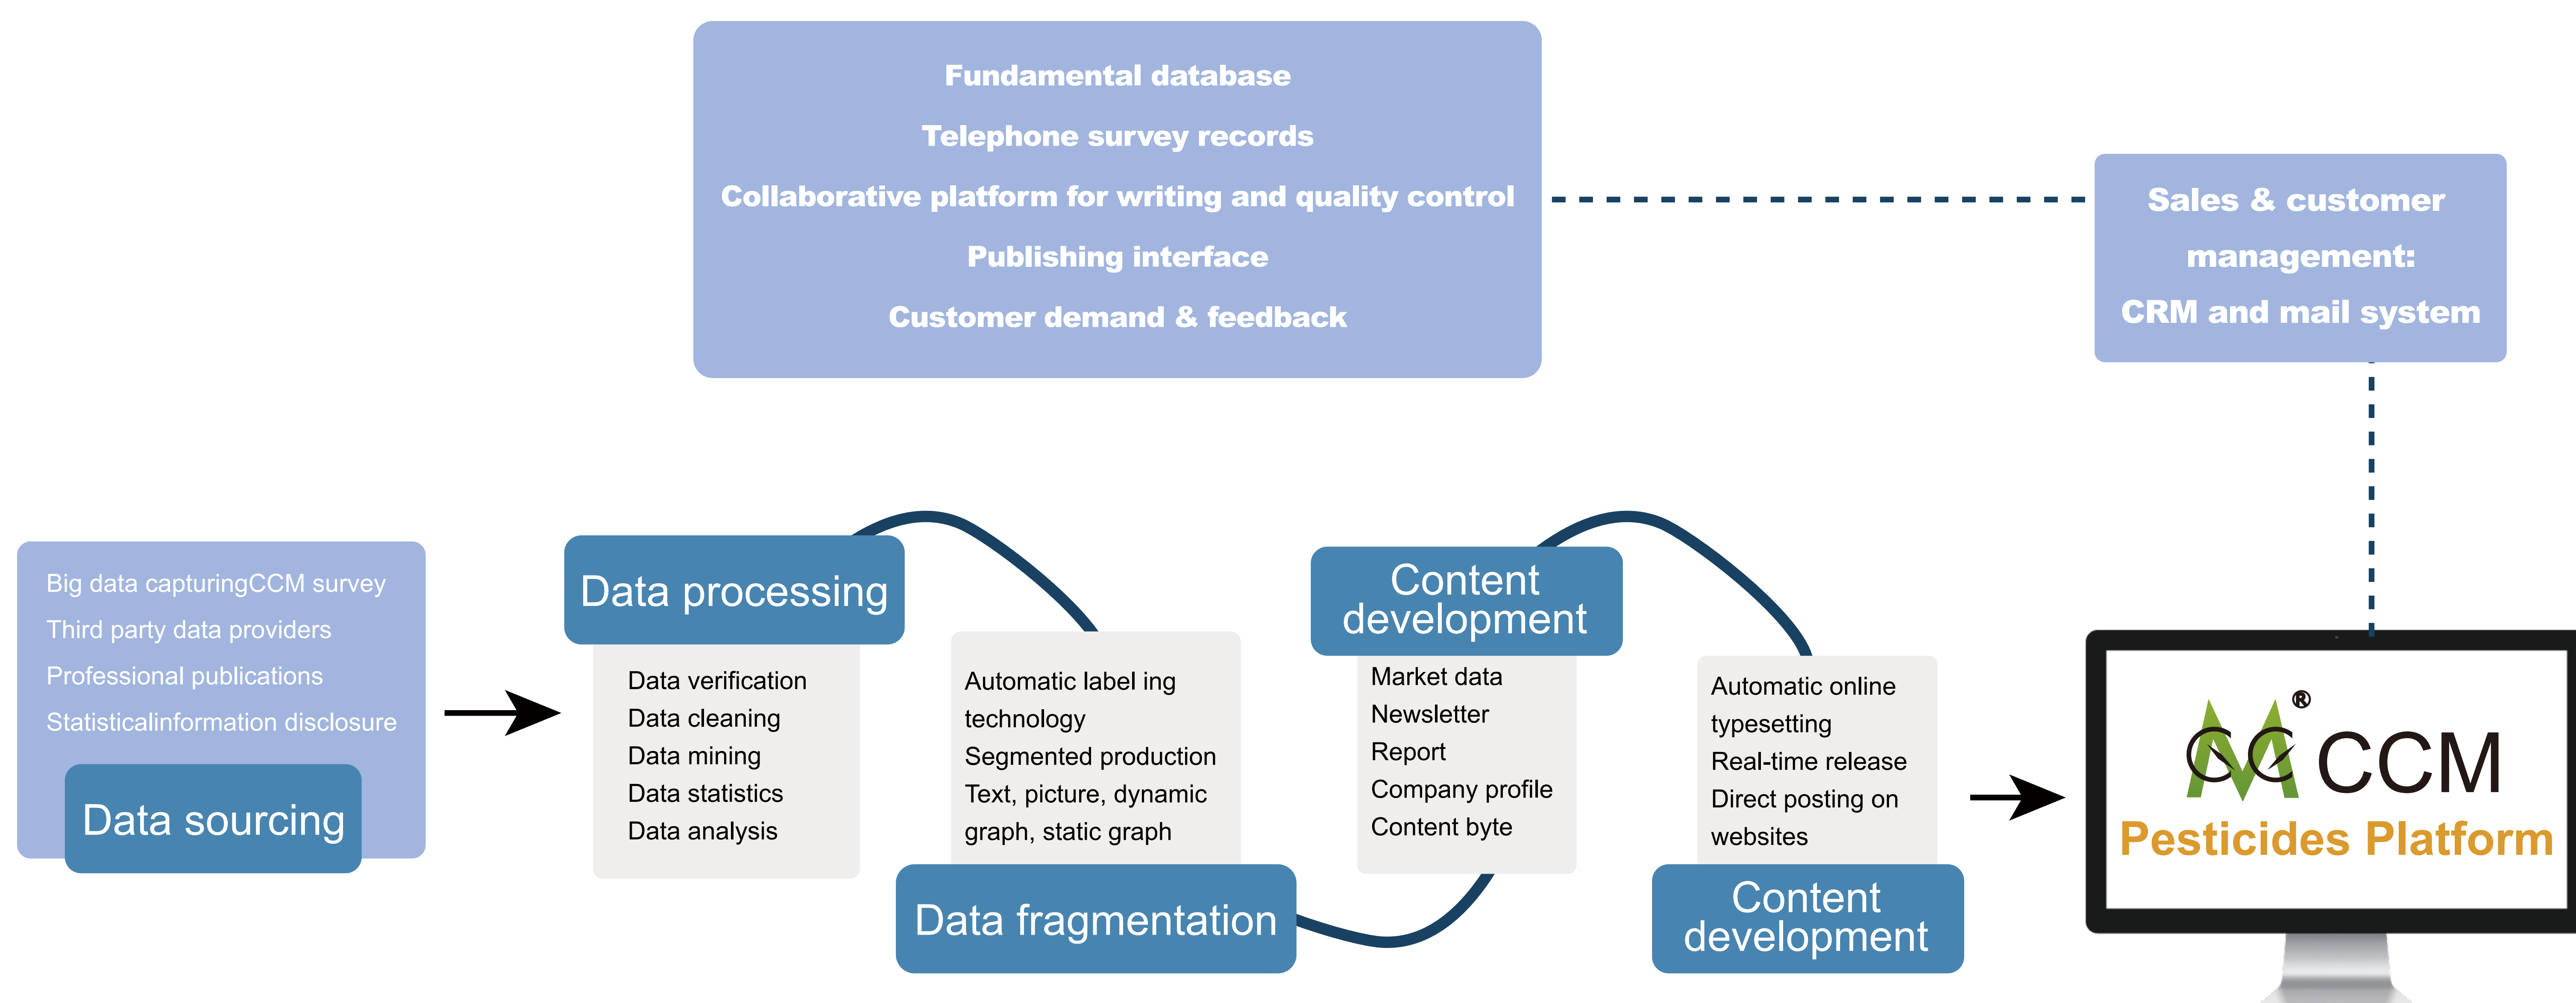 Fundamental database
Telephone survey records
Collaborative platform for writing and quality control
Publishing interface
Customer demand & feedback
Sales & customer
management:
CRM and mail system
Big data capturingCCM survey
Third party data providers
Professional publications
Statisticalinformation disclosure
Data sourcing
Data processing
Data verification
Data cleaning
Data mining
Data statistics
Data analysis
Automatic label ing
technology
Segmented production
Text, picture, dynamic
graph, static graph
Data fragmentation
Content
development
Market data
Newsletter
Report
Company profile
Content byte
Automatic online
typesetting
Real-time release
Direct posting on
websites
Content
development
® CCM
Pesticides Platform